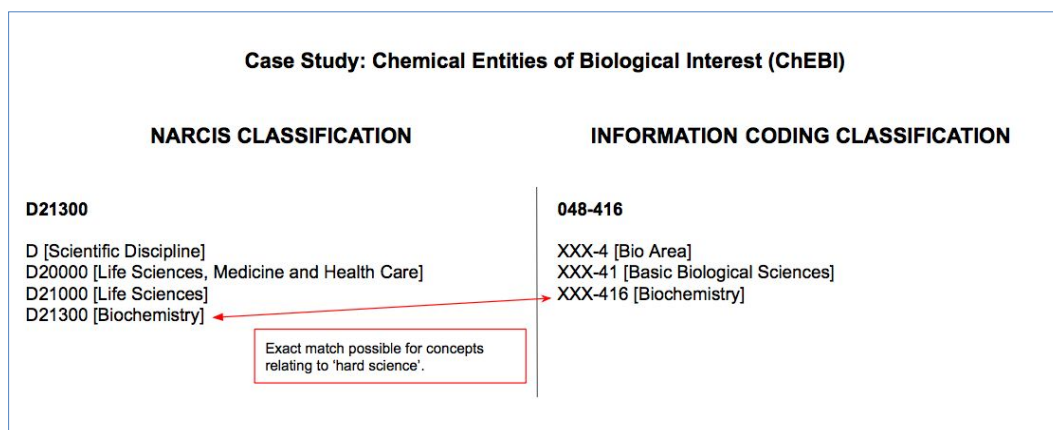 Case Study: Chemical Entities of Biological Interest (ChEBI)
NARCIS CLASSIFICATION
D21300
D [Scientific Discipline]
D20000 [Life Sciences, Medicine and Health Care]
D21000 [Life Sciences]
D21300 [Biochemistry]
Exact match possible for concepts
relating to 'hard science'.
INFORMATION CODING CLASSIFICATION
048-416
XXX-4 [Bio Area]
XXX-41 [Basic Biological Sciences]
XXX-416 [Biochemistry]